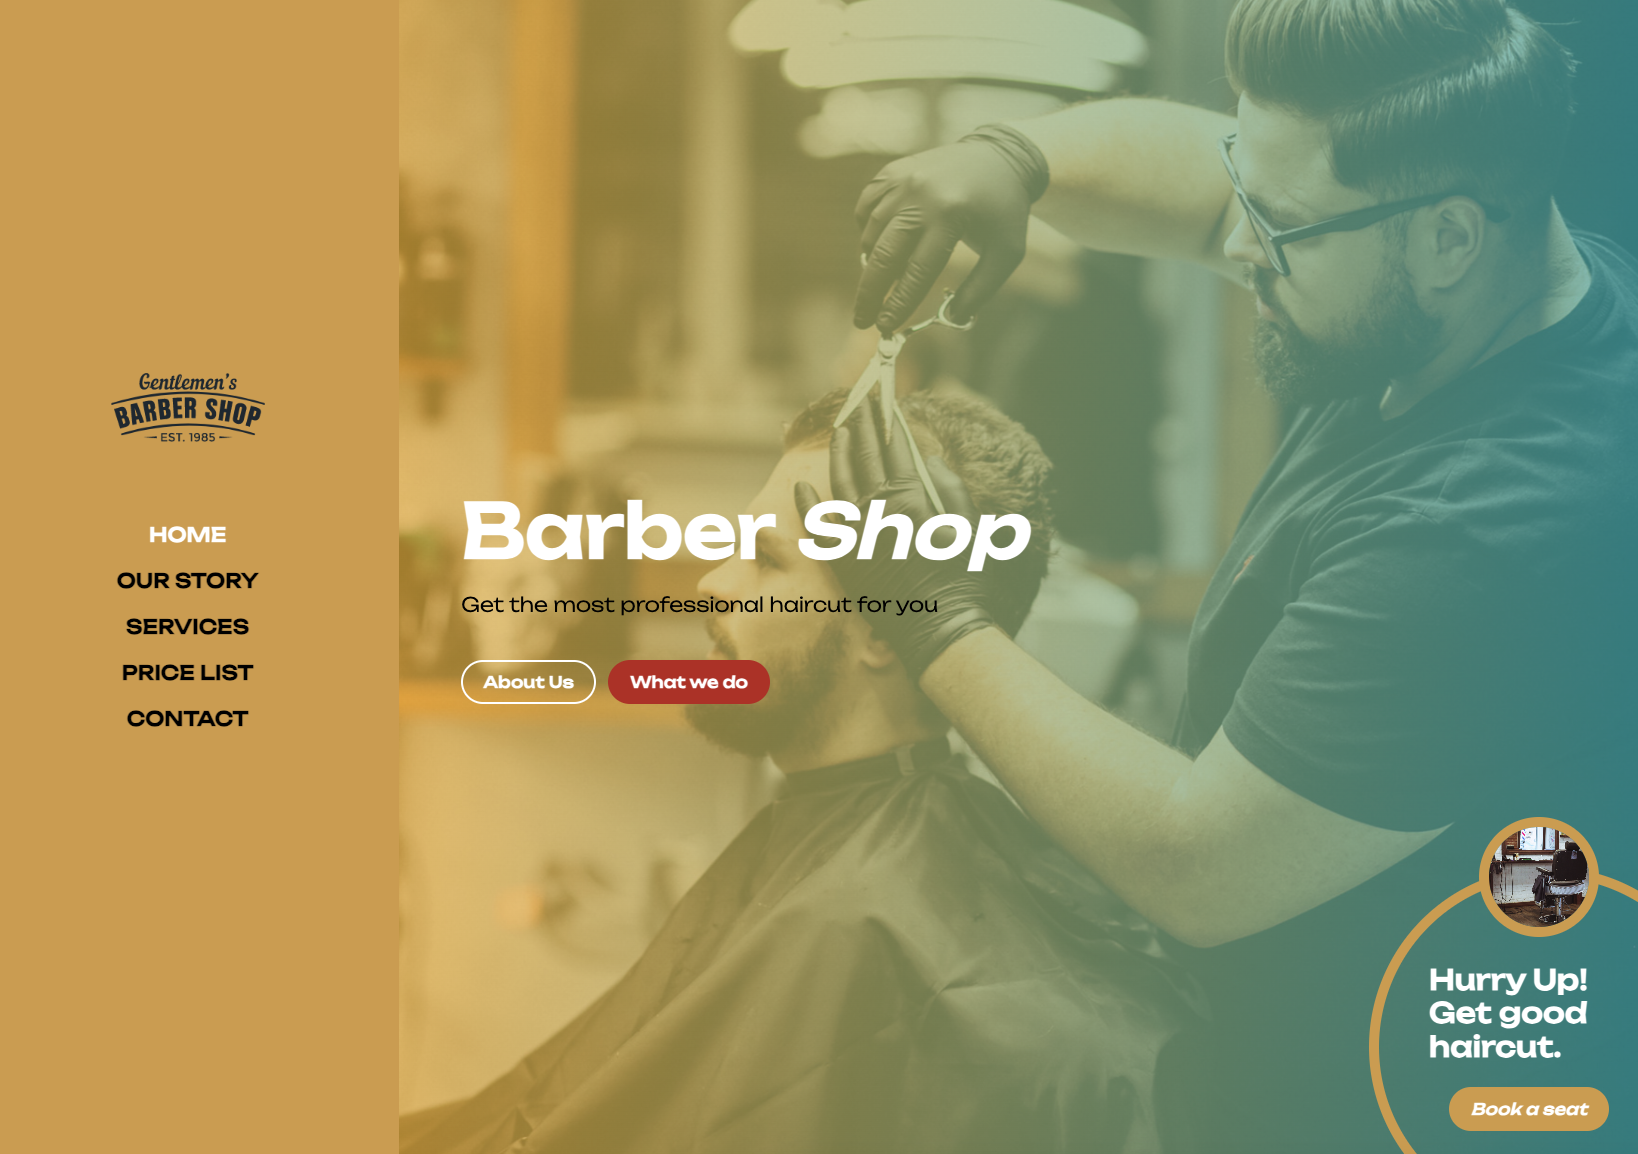 Gentlemen's
BARBER SHOP
EST. 1985
HOME
OUR STORY
SERVICES
PRICE LIST
CONTACT
Barber Shop
Get the most professional haircut for you
About Us
What we do
Hurry Up!
Get good
haircut.
Book a seat